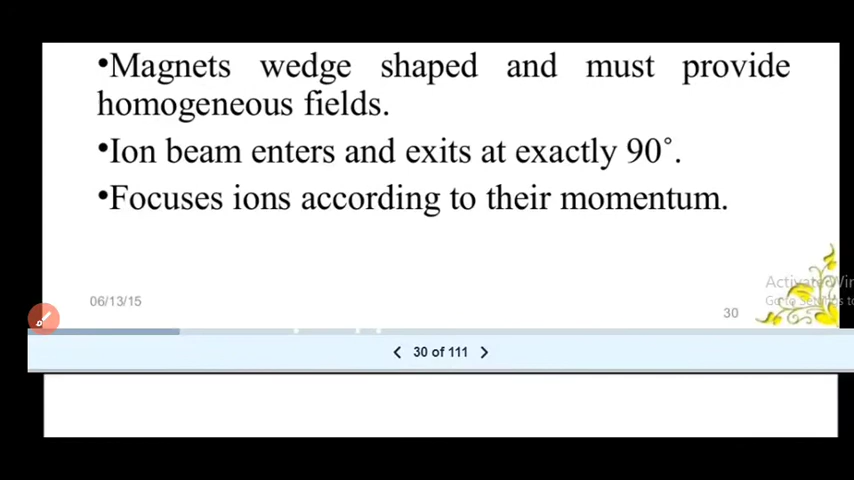 •Magnets wedge shaped and must provide
homogeneous fields.
•Ion beam enters and exits at exactly 90˚.
•Focuses ions according to their momentum.
06/13/15
30
30 of 111